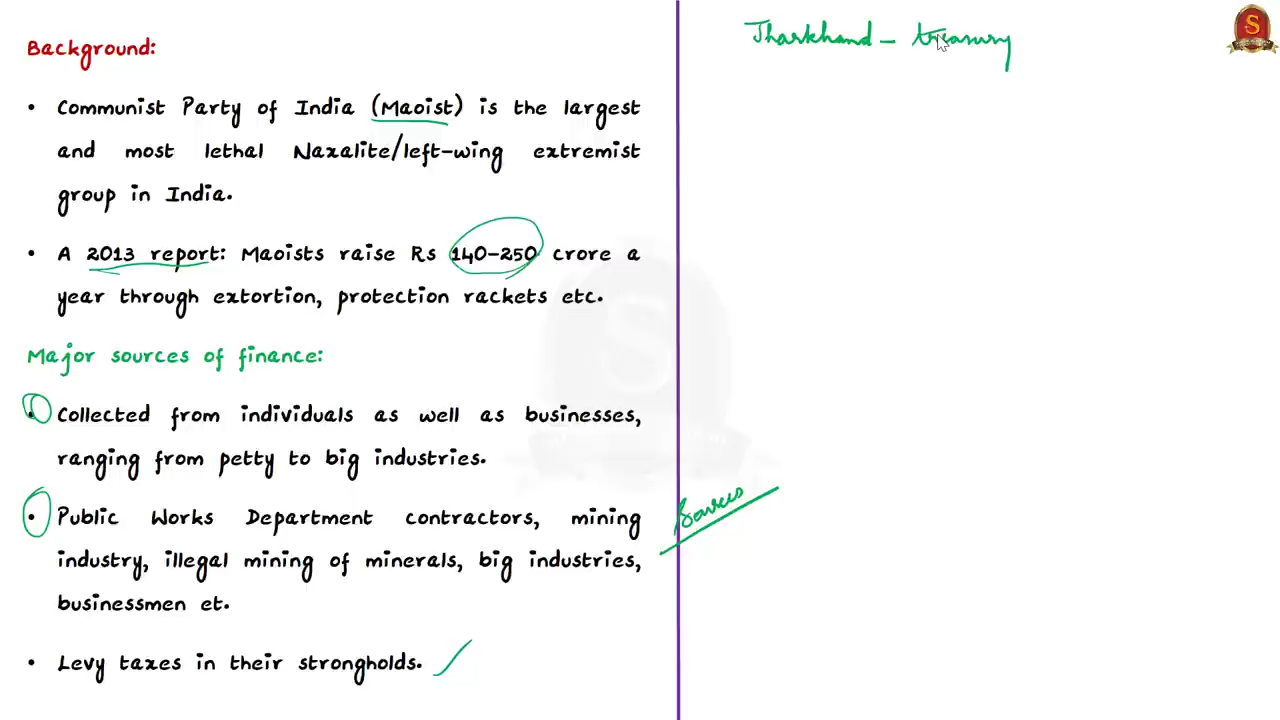 Background:
• Communist Party of India (Maoist) is the largest
and most lethal Naxalite/left-wing extremist
group in India.
• A 2013 report: Maoists raise Rs 140-250 crore a
year through extortion, protection rackets etc.
Major sources of finance:
• Collected from individuals as well as businesses,
ranging from petty to big industries.
• Public Works Department contractors, mining
industry, illegal mining of minerals, big industries,
businessmen et.
• Levy taxes in their strongholds.
Jharkhand - treasury
Sources
S